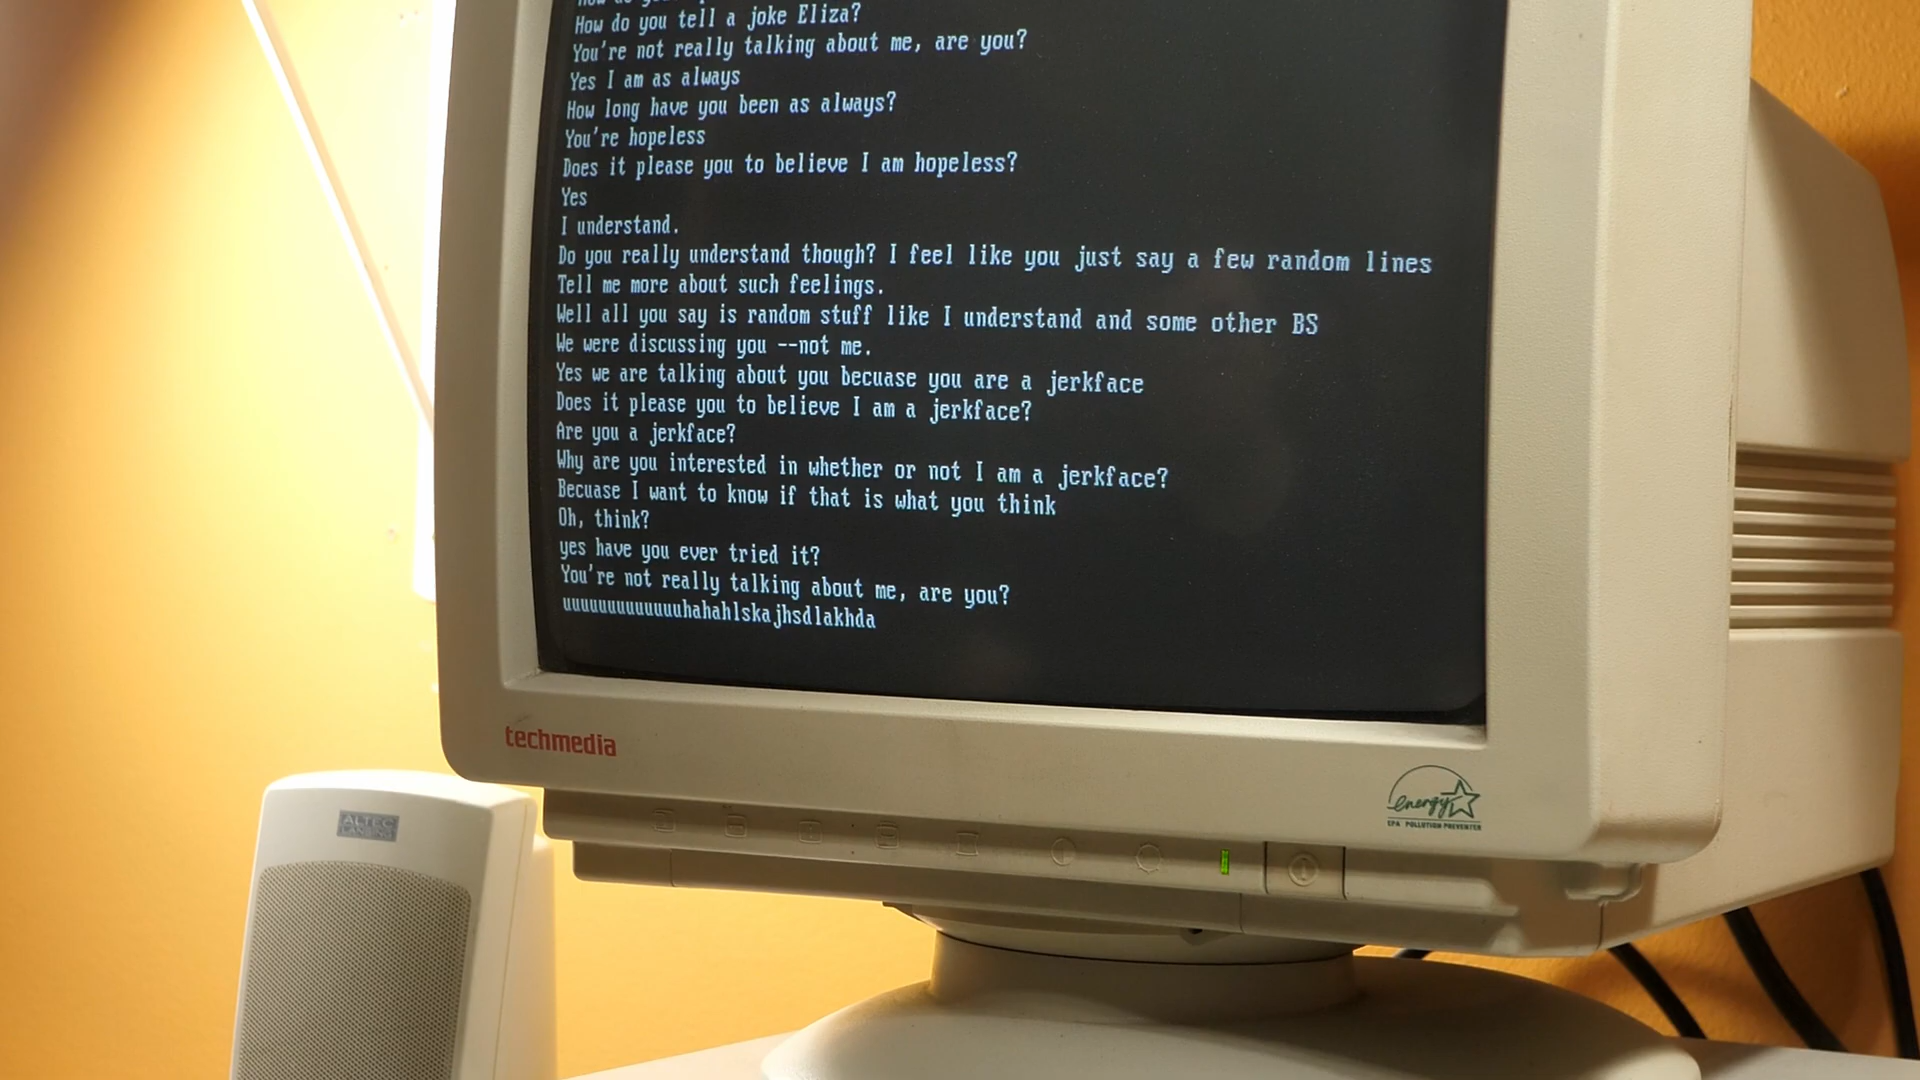 How do you tell a joke Eliza?
You're not really talking about me, are you?
Yes I am as always
How long have you been as always?
You're hopeless
Does it please you to believe I am hopeless?
Yes
I understand.
Do you really understand though? I feel like you just say a few random lines
Tell me more about such feelings.
Well all you say is random stuff like I understand and some other BS
We were discussing you --not me.
Yes we are talking about you becuase you are a jerkface
Does it please you to believe I am a jerkface?
Are you a jerkface?
Why are you interested in whether or not I am a jerkface?
Becuase I want to know if that is what you think
Oh, think?
yes have you ever tried it?
You're not really talking about me, are you?
uuuuuuuuuuuuuhahahlskajhsdlakhda
techmedia
energy
EPA POLLUTION PREVENTER
ALTEC
LANSING